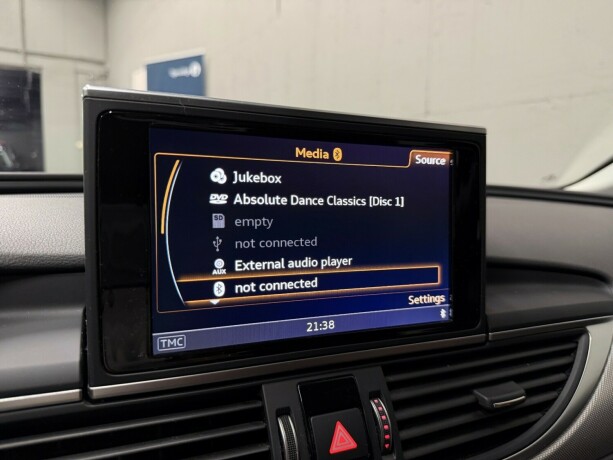 Media
Source
Jukebox
DVD Absolute Dance Classics [Disc 1]
SD empty
not connected
AUX External audio player
not connected
Settings
21:38
TMC